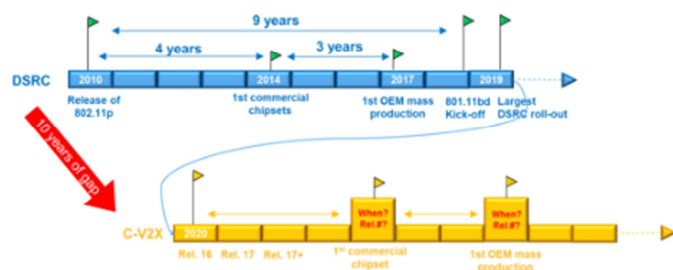 9 years
4 years
3 years
DSRC
2010
2014
2017
2019
Release of
802.11p
1st commercial
chipsets
1st OEM mass
production
801.11bd
Kick-off
Largest
DSRC roll-out
10 years of gap
C-V2X
2020
When?
Rel.#?
When?
Rel.#?
Rel. 16
Rel. 17
Rel. 17+
1st commercial
chipset
1st OEM mass
production